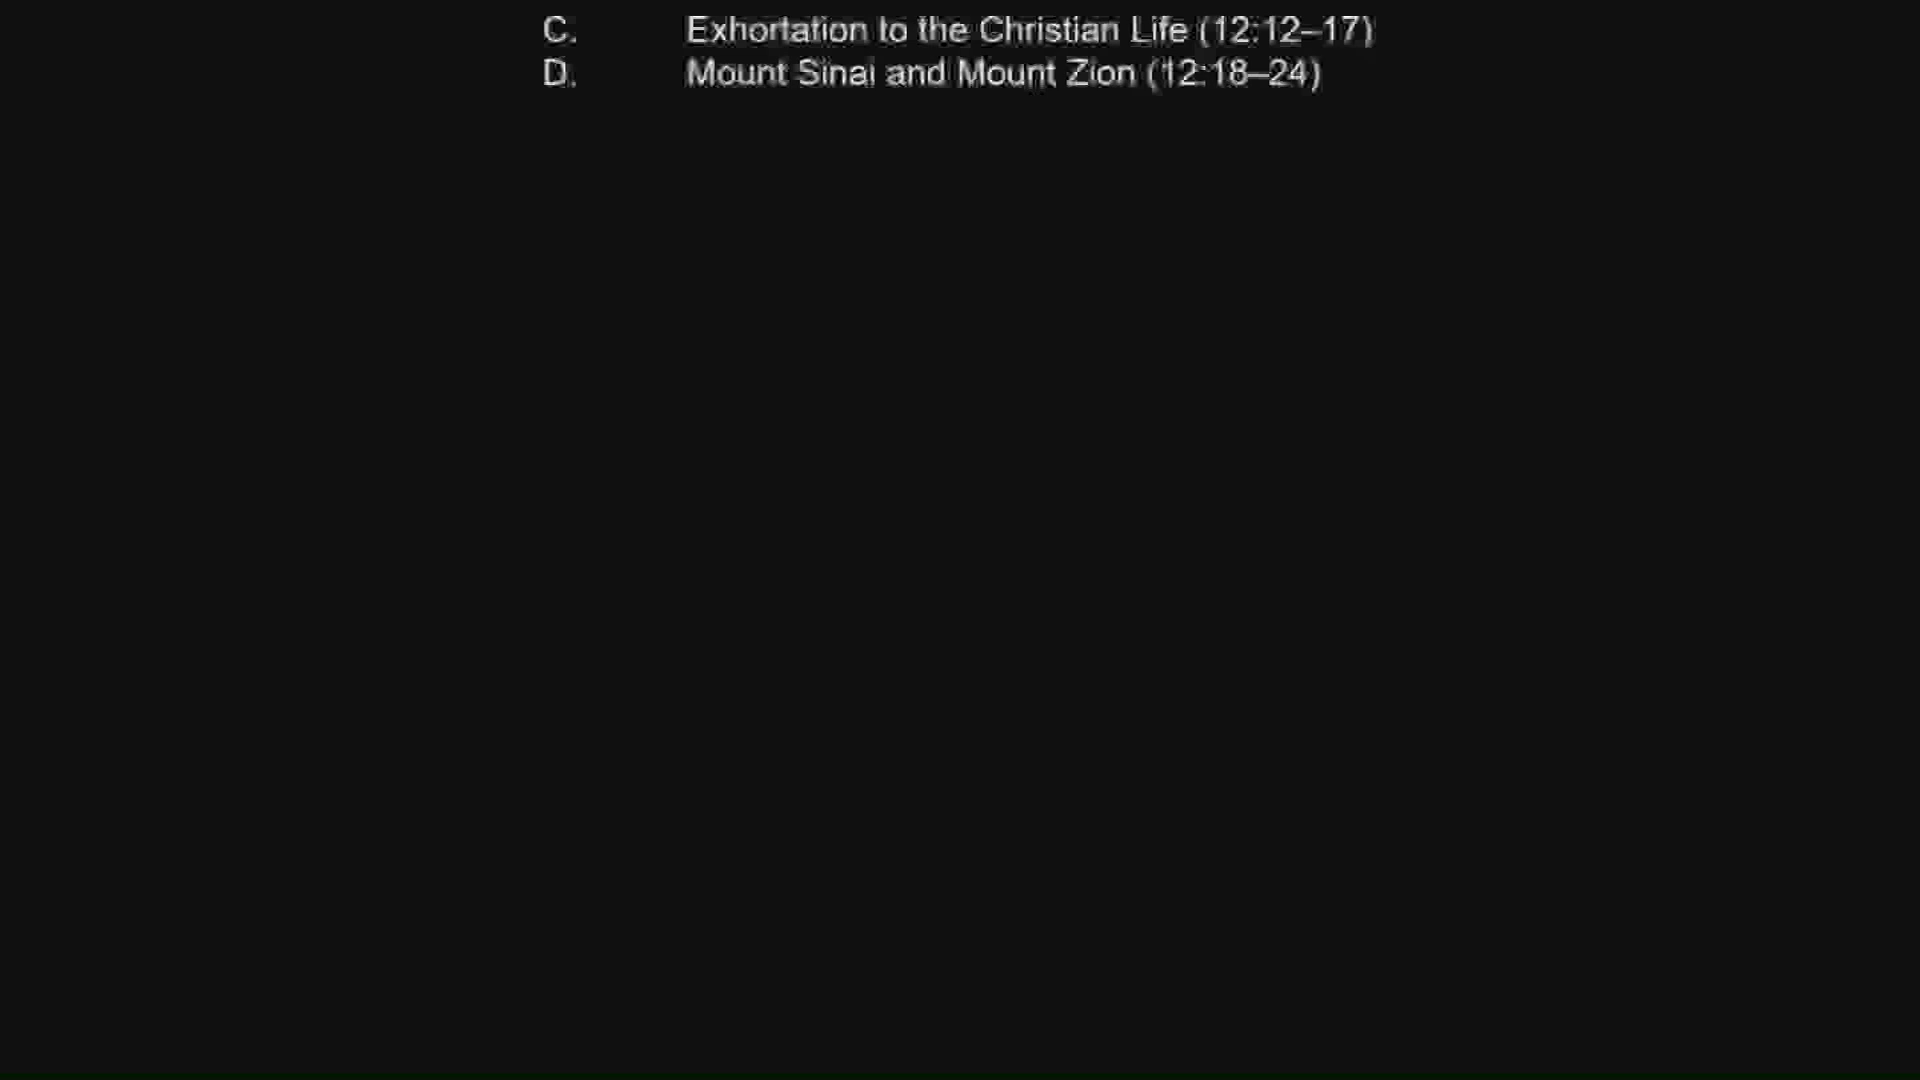 C. Exhortation to the Christian Life (12:12–17)
D. Mount Sinai and Mount Zion (12:18–24)